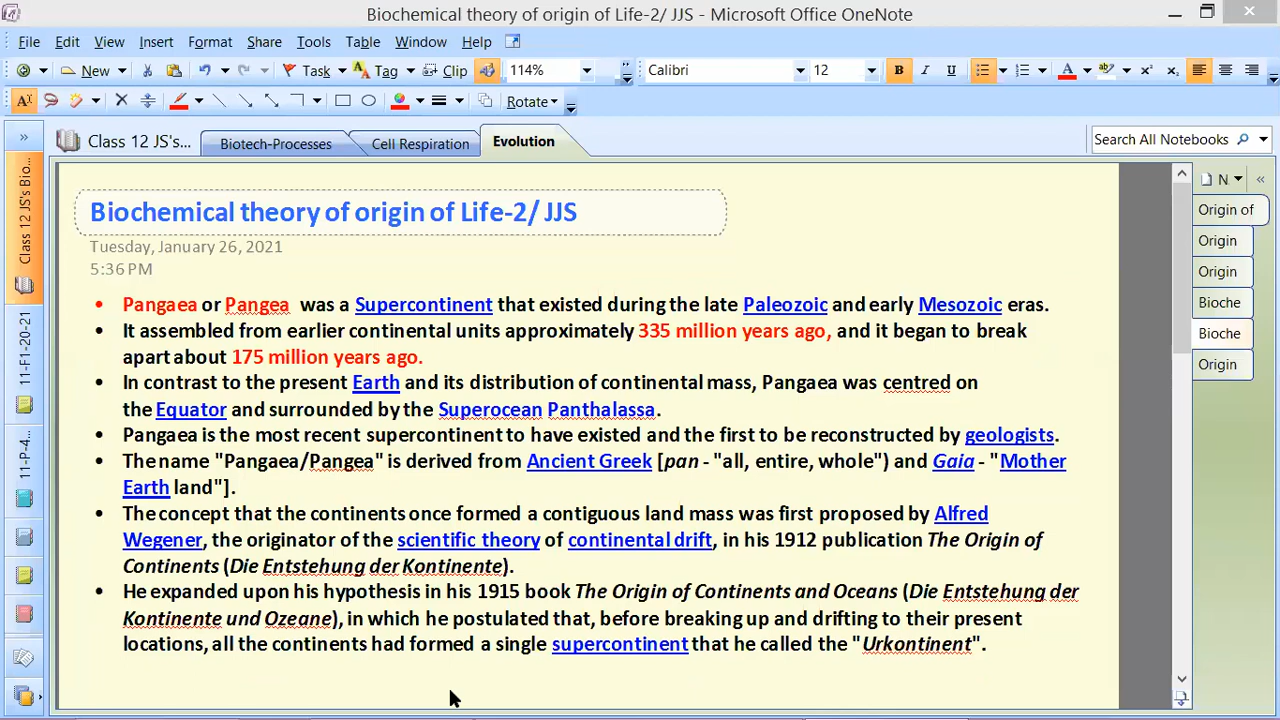 Biochemical theory of origin of Life-2/ JJS - Microsoft Office OneNote
File Edit View Insert Format Share Tools Table Window Help
New Task Tag Clip 114% Calibri 12 B I U
Rotate
Class 12 JS's... Biotech-Processes Cell Respiration Evolution Search All Notebooks
Class 12 JS's Bio...
11-F1-20-21
11-P-4...
N
Origin of
Origin
Origin
Bioche
Bioche
Origin
Biochemical theory of origin of Life-2/ JJS
Tuesday, January 26, 2021
5:36 PM
• Pangaea or Pangea was a Supercontinent that existed during the late Paleozoic and early Mesozoic eras.
• It assembled from earlier continental units approximately 335 million years ago, and it began to break
apart about 175 million years ago.
• In contrast to the present Earth and its distribution of continental mass, Pangaea was centred on
the Equator and surrounded by the Superocean Panthalassa.
• Pangaea is the most recent supercontinent to have existed and the first to be reconstructed by geologists.
• The name "Pangaea/Pangea" is derived from Ancient Greek [pan - "all, entire, whole") and Gaia - "Mother
Earth land"].
• The concept that the continents once formed a contiguous land mass was first proposed by Alfred
Wegener, the originator of the scientific theory of continental drift, in his 1912 publication The Origin of
Continents (Die Entstehung der Kontinente).
• He expanded upon his hypothesis in his 1915 book The Origin of Continents and Oceans (Die Entstehung der
Kontinente und Ozeane), in which he postulated that, before breaking up and drifting to their present
locations, all the continents had formed a single supercontinent that he called the "Urkontinent".